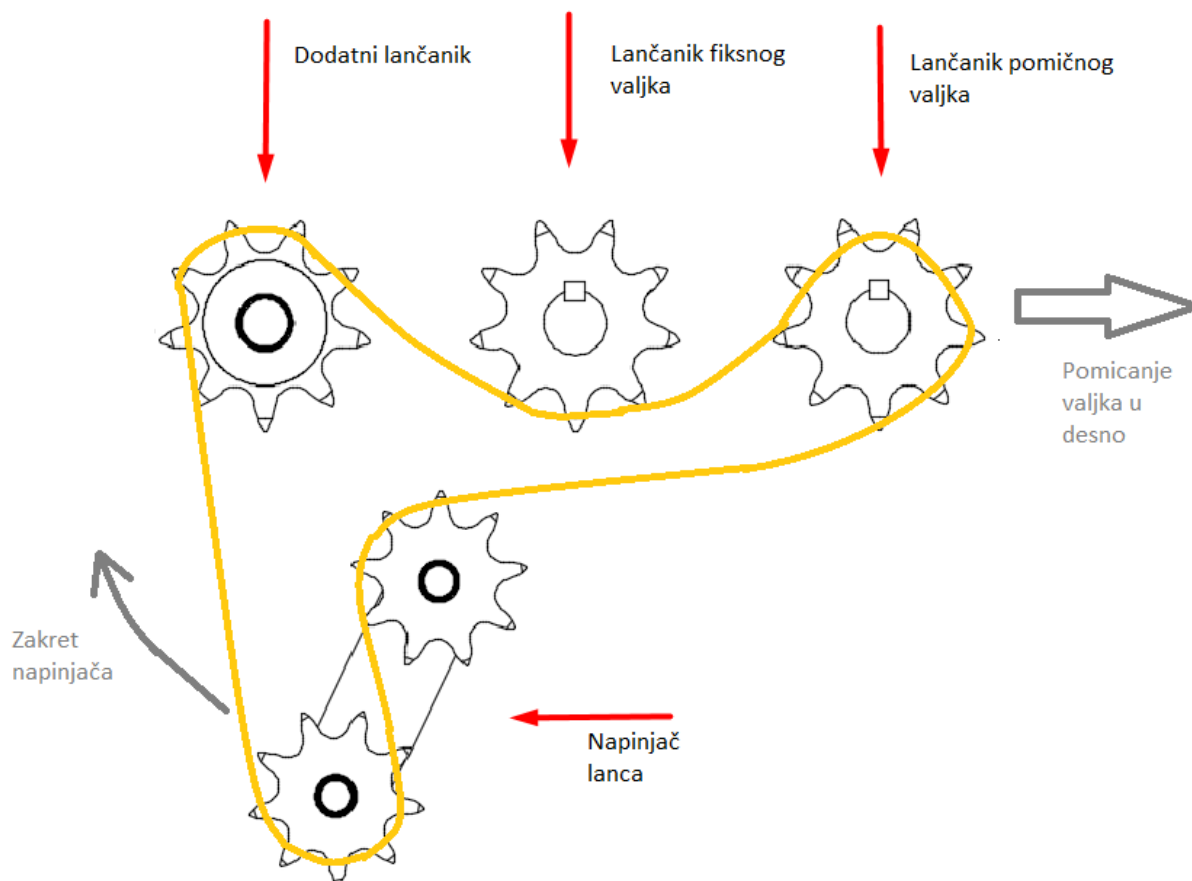 Dodatni lančanik
Lančanik fiksnog
valjka
Lančanik pomičnog
valjka
Pomicanje
valjka u
desno
Zakret
napinjača
Napinjač
lanca